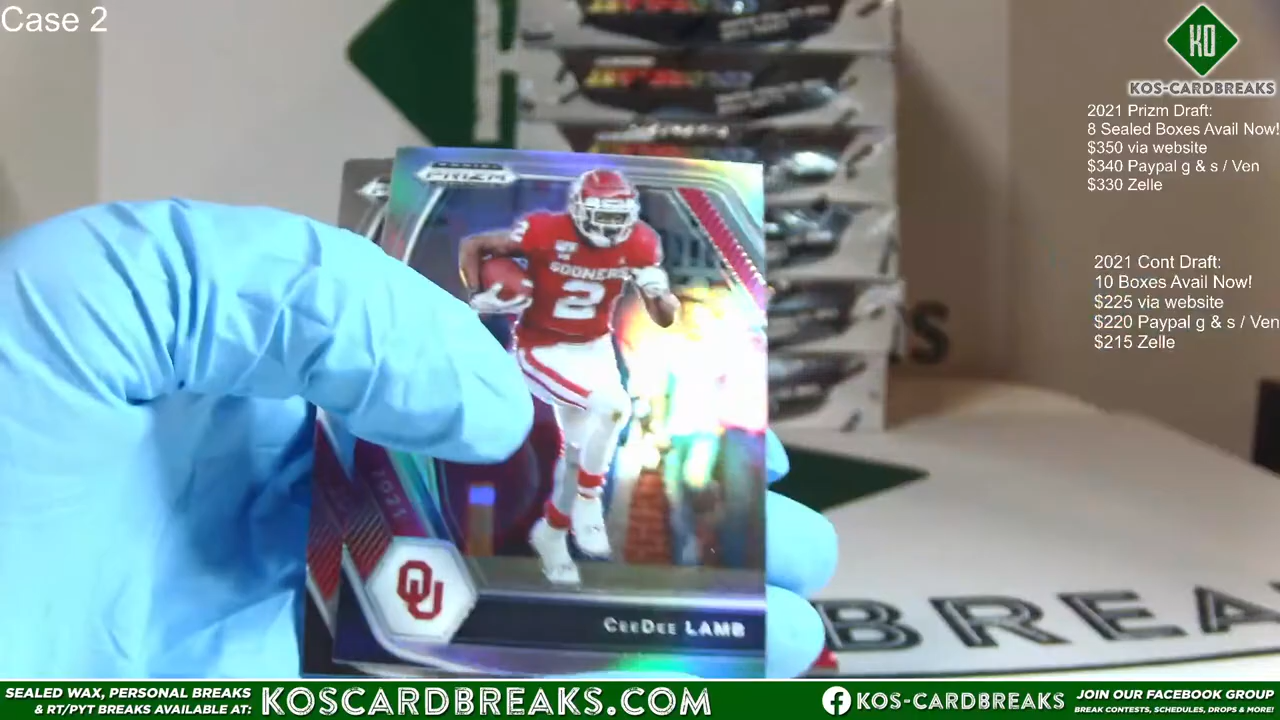 Case 2
KO
KOS-CARDBREAKS
2021 Prizm Draft:
8 Sealed Boxes Avail Now!
$350 via website
$340 Paypal g & s / Ven
$330 Zelle
2021 Cont Draft:
10 Boxes Avail Now!
$225 via website
$220 Paypal g & s / Ven
$215 Zelle
PANINI
PRIZM
SOONERS
2
2021
OU
CEEDEE LAMB
BREA
SEALED WAX, PERSONAL BREAKS
& RT/PYT BREAKS AVAILABLE AT:
KOSCARDBREAKS.COM
KOS-CARDBREAKS
JOIN OUR FACEBOOK GROUP
BREAK CONTESTS, SCHEDULES, DROPS & MORE!